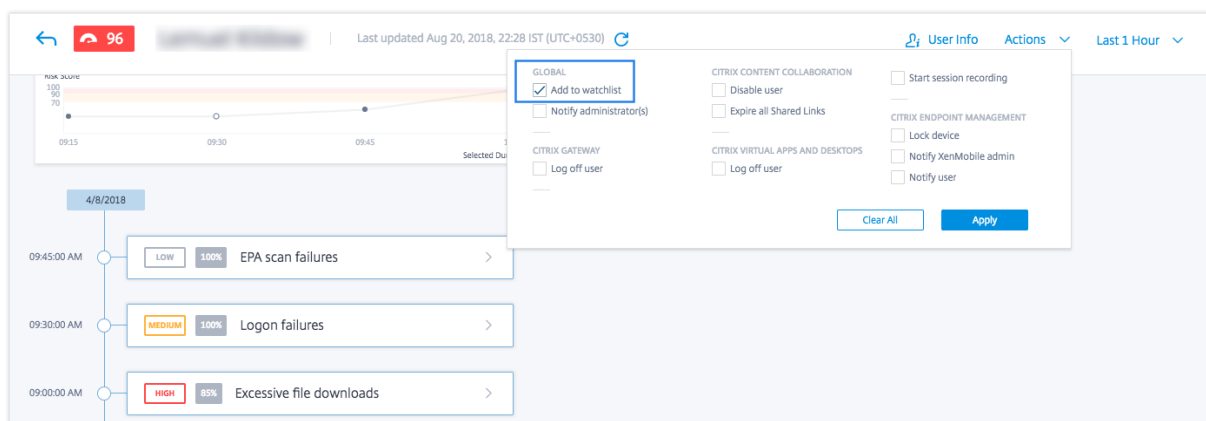 96
Last updated Aug 20, 2018, 22:28 IST (UTC+0530)
User Info
Actions
Last 1 Hour
Risk Score
100
90
70
09:15
09:30
09:45
Selected Du
GLOBAL
Add to watchlist
Notify administrator(s)
CITRIX GATEWAY
Log off user
CITRIX CONTENT COLLABORATION
Disable user
Expire all Shared Links
CITRIX VIRTUAL APPS AND DESKTOPS
Log off user
Start session recording
CITRIX ENDPOINT MANAGEMENT
Lock device
Notify XenMobile admin
Notify user
Clear All
Apply
4/8/2018
09:45:00 AM LOW 100% EPA scan failures
09:30:00 AM MEDIUM 100% Logon failures
09:00:00 AM HIGH 85% Excessive file downloads